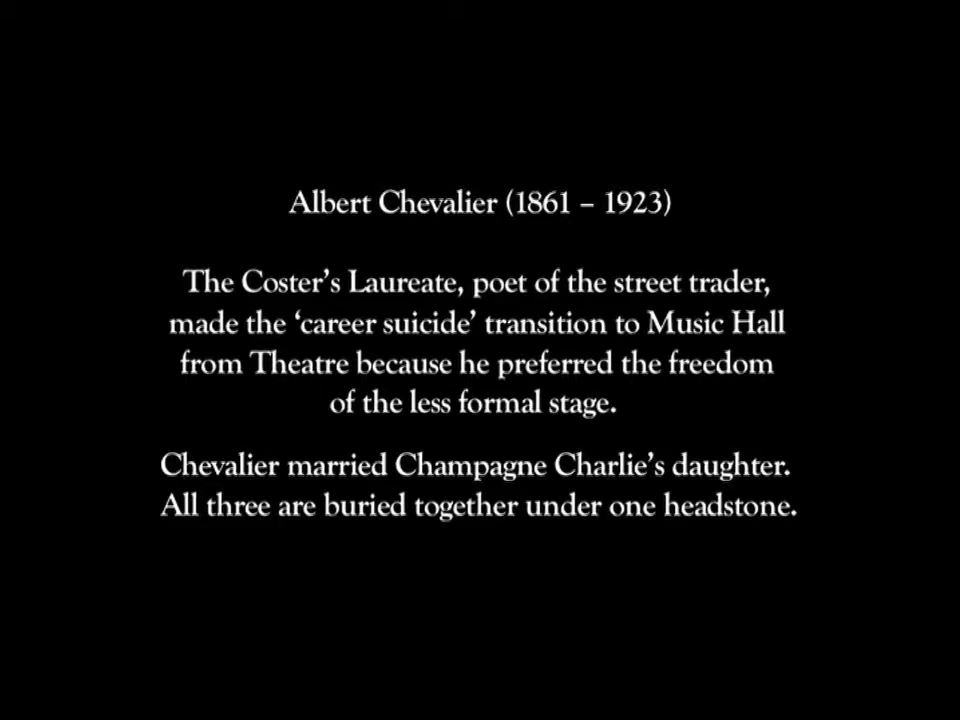 Albert Chevalier (1861 – 1923)
The Coster’s Laureate, poet of the street trader,
made the ‘career suicide’ transition to Music Hall
from Theatre because he preferred the freedom
of the less formal stage.
Chevalier married Champagne Charlie’s daughter.
All three are buried together under one headstone.